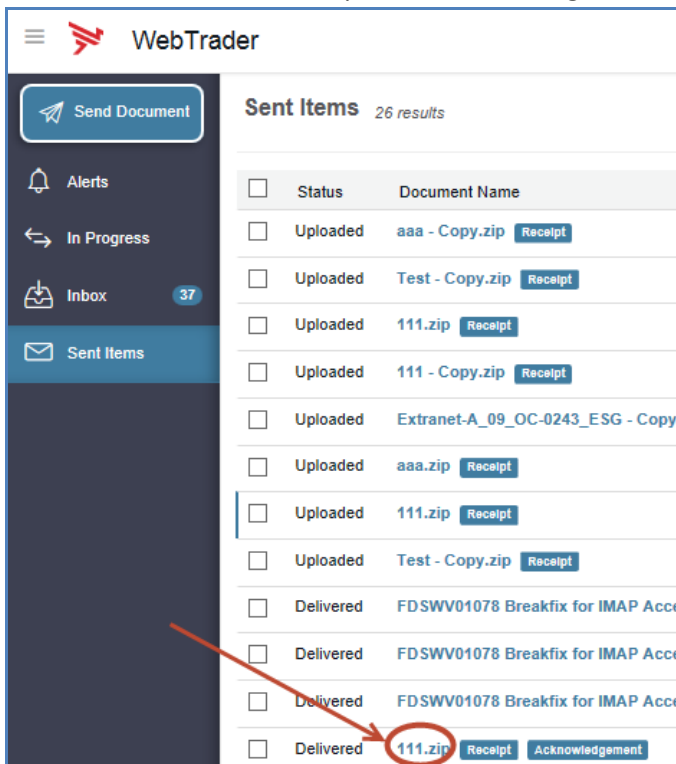 WebTrader
Send Document
Alerts
In Progress
Inbox 37
Sent Items
Sent Items 26 results
Status Document Name
Uploaded aaa - Copy.zip Receipt
Uploaded Test - Copy.zip Receipt
Uploaded 111.zip Receipt
Uploaded 111 - Copy.zip Receipt
Uploaded Extranet-A_09_OC-0243_ESG - Copy
Uploaded aaa.zip Receipt
Uploaded 111.zip Receipt
Uploaded Test - Copy.zip Receipt
Delivered FDSWV01078 Breakfix for IMAP Acce
Delivered FDSWV01078 Breakfix for IMAP Acce
Delivered FDSWV01078 Breakfix for IMAP Acce
Delivered 111.zip Receipt Acknowledgement